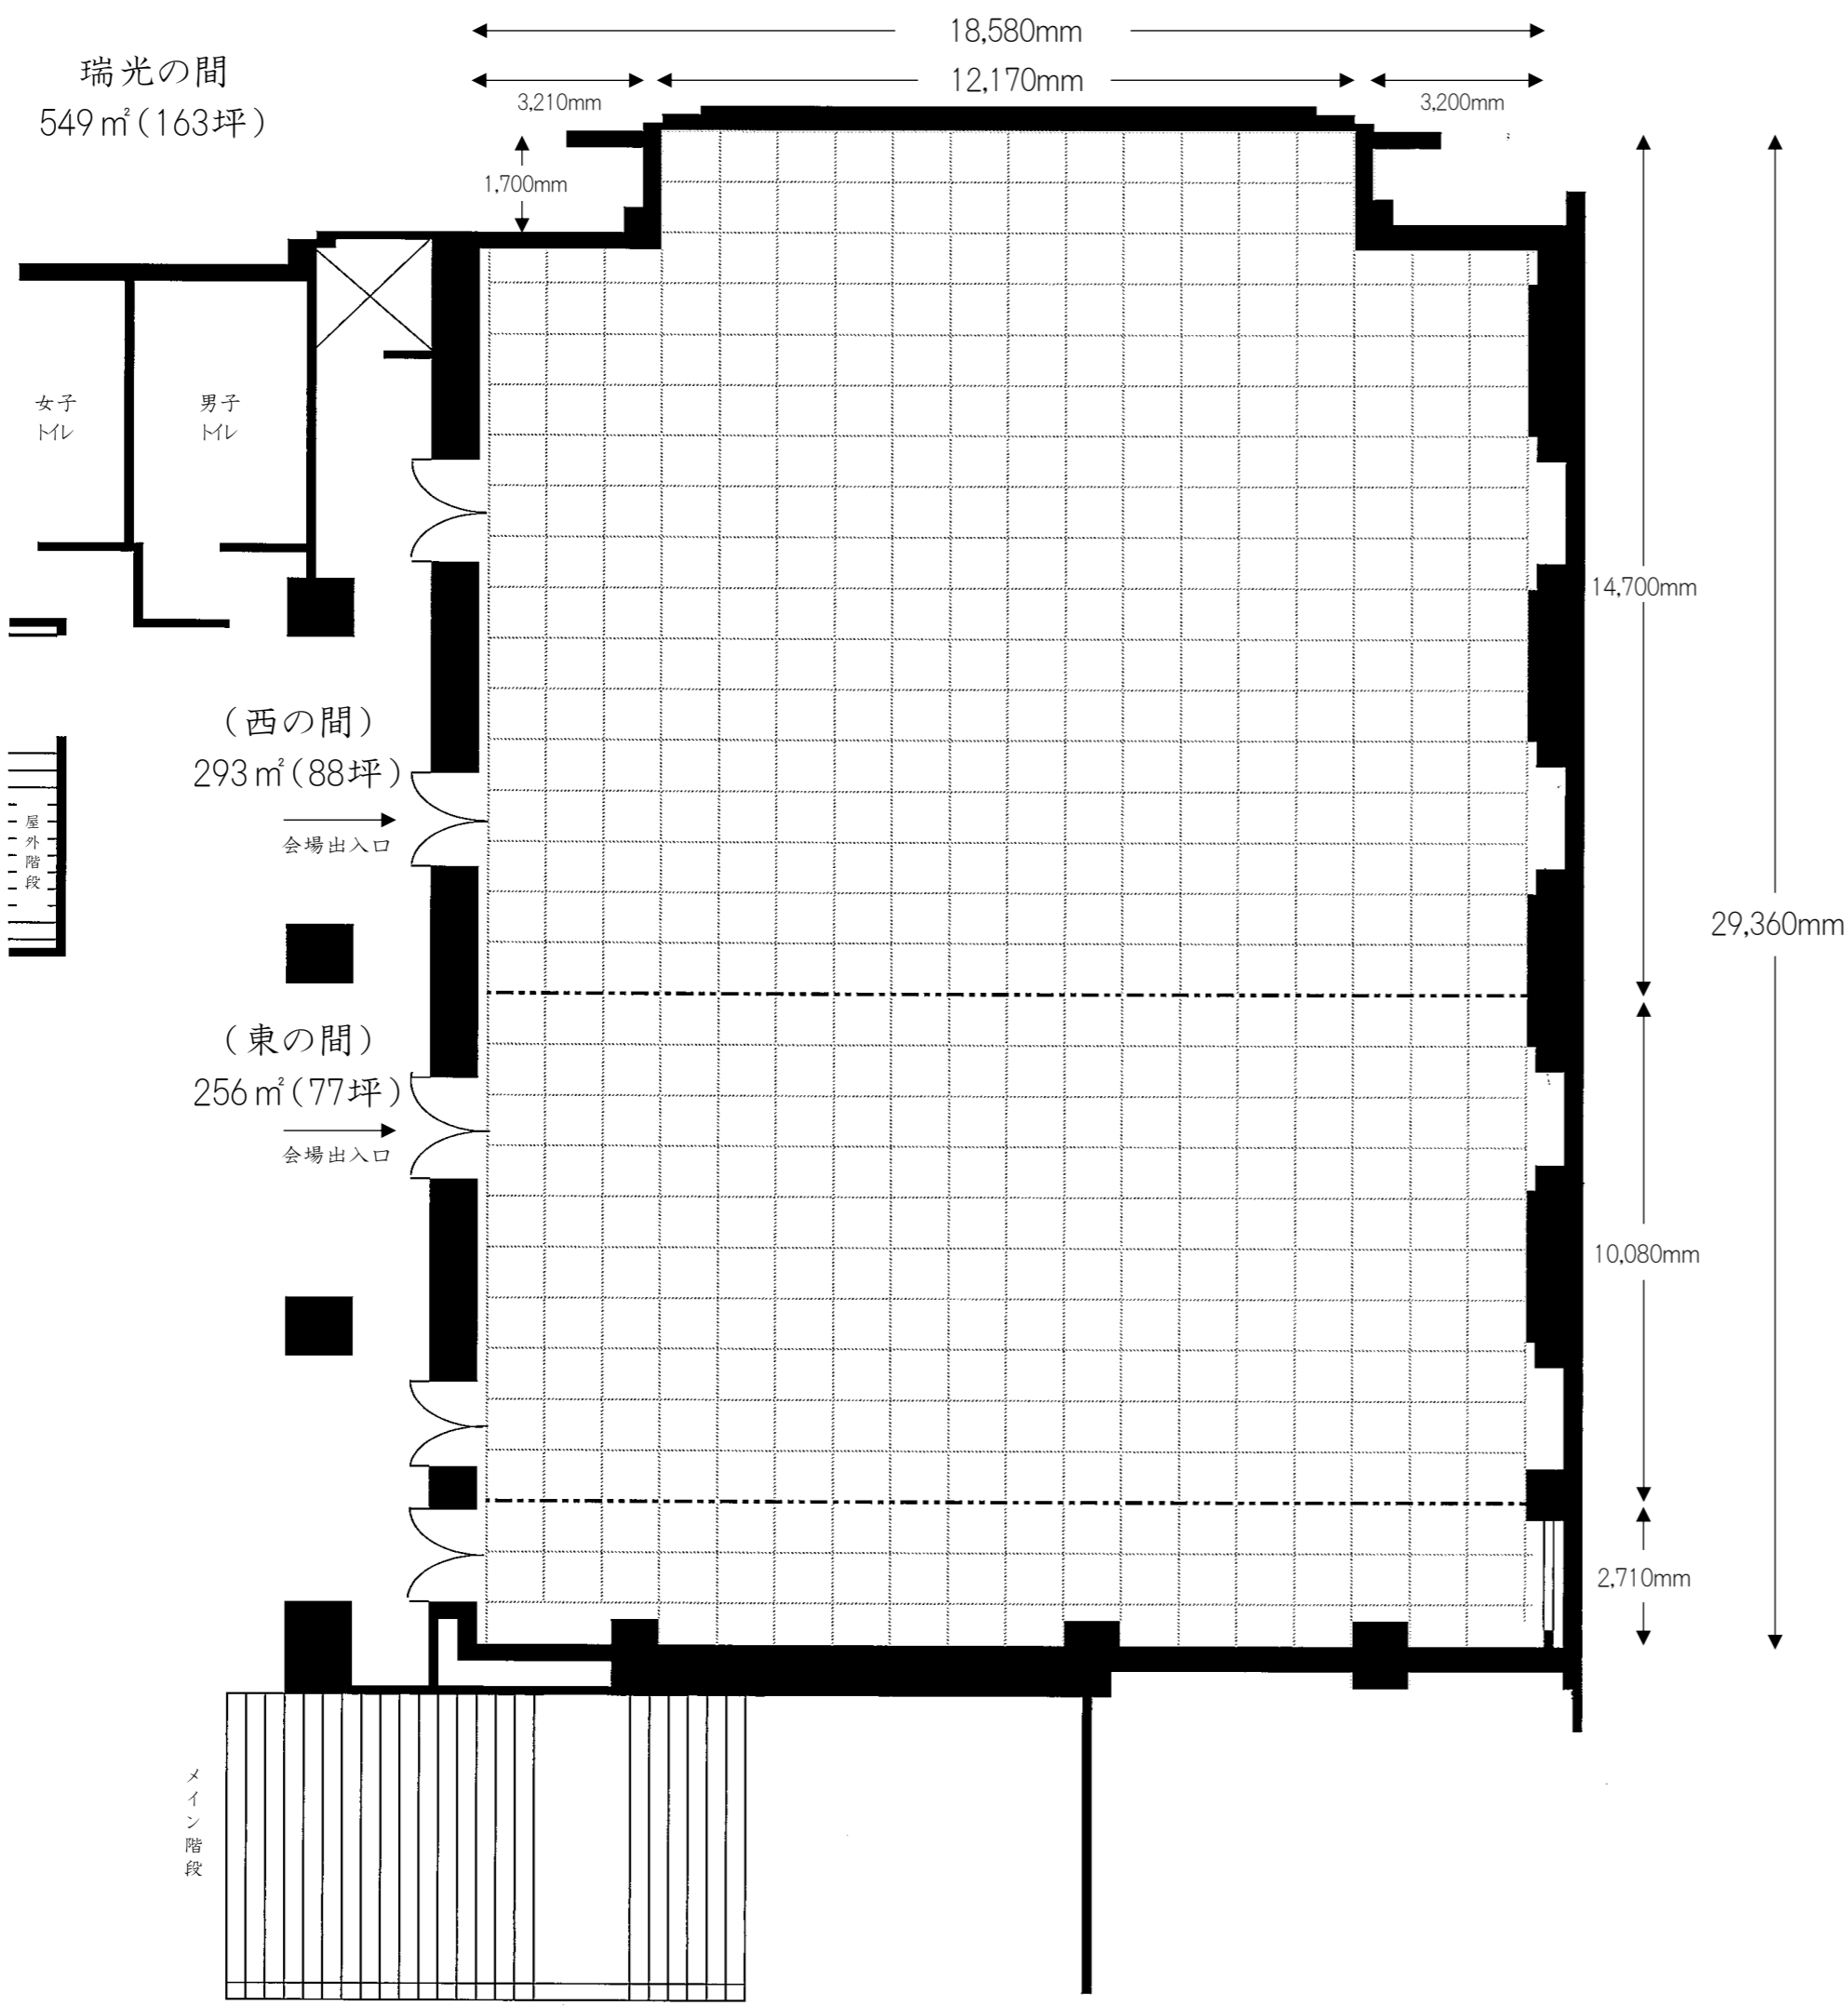 18,580mm
12,170mm
3,210mm
3,200mm
瑞光の間
549㎡(163坪)
1,700mm
女子
トイレ
男子
トイレ
14,700mm
(西の間)
293㎡(88坪)
会場出入口
屋外階段
29,360mm
(東の間)
256㎡(77坪)
会場出入口
10,080mm
2,710mm
メイン階段